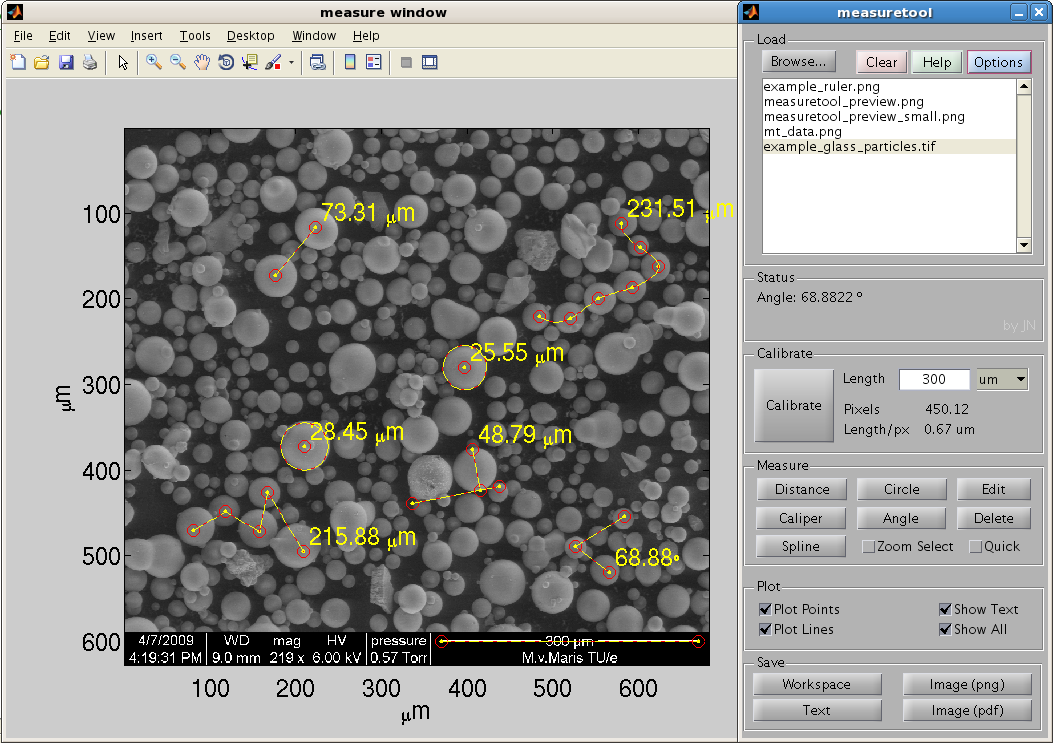 measure window
File Edit View Insert Tools Desktop Window Help
73.31 μm
231.51 μm
25.55 μm
28.45 μm
48.79 μm
215.88 μm
68.88°
100
200
300
400
500
600
μm
4/7/2009 WD mag HV pressure 300 μm
4:19:31 PM 9.0 mm 219 x 6.00 kV 0.57 Torr M.v.Maris TU/e
100 200 300 400 500 600
μm
measuretool
Load
Browse... Clear Help Options
example_ruler.png
measuretool_preview.png
measuretool_preview_small.png
mt_data.png
example_glass_particles.tif
Status
Angle: 68.8822 °
by JN
Calibrate
Calibrate
Length 300 um
Pixels 450.12
Length/px 0.67 um
Measure
Distance Circle Edit
Caliper Angle Delete
Spline Zoom Select Quick
Plot
Plot Points Show Text
Plot Lines Show All
Save
Workspace Image (png)
Text Image (pdf)